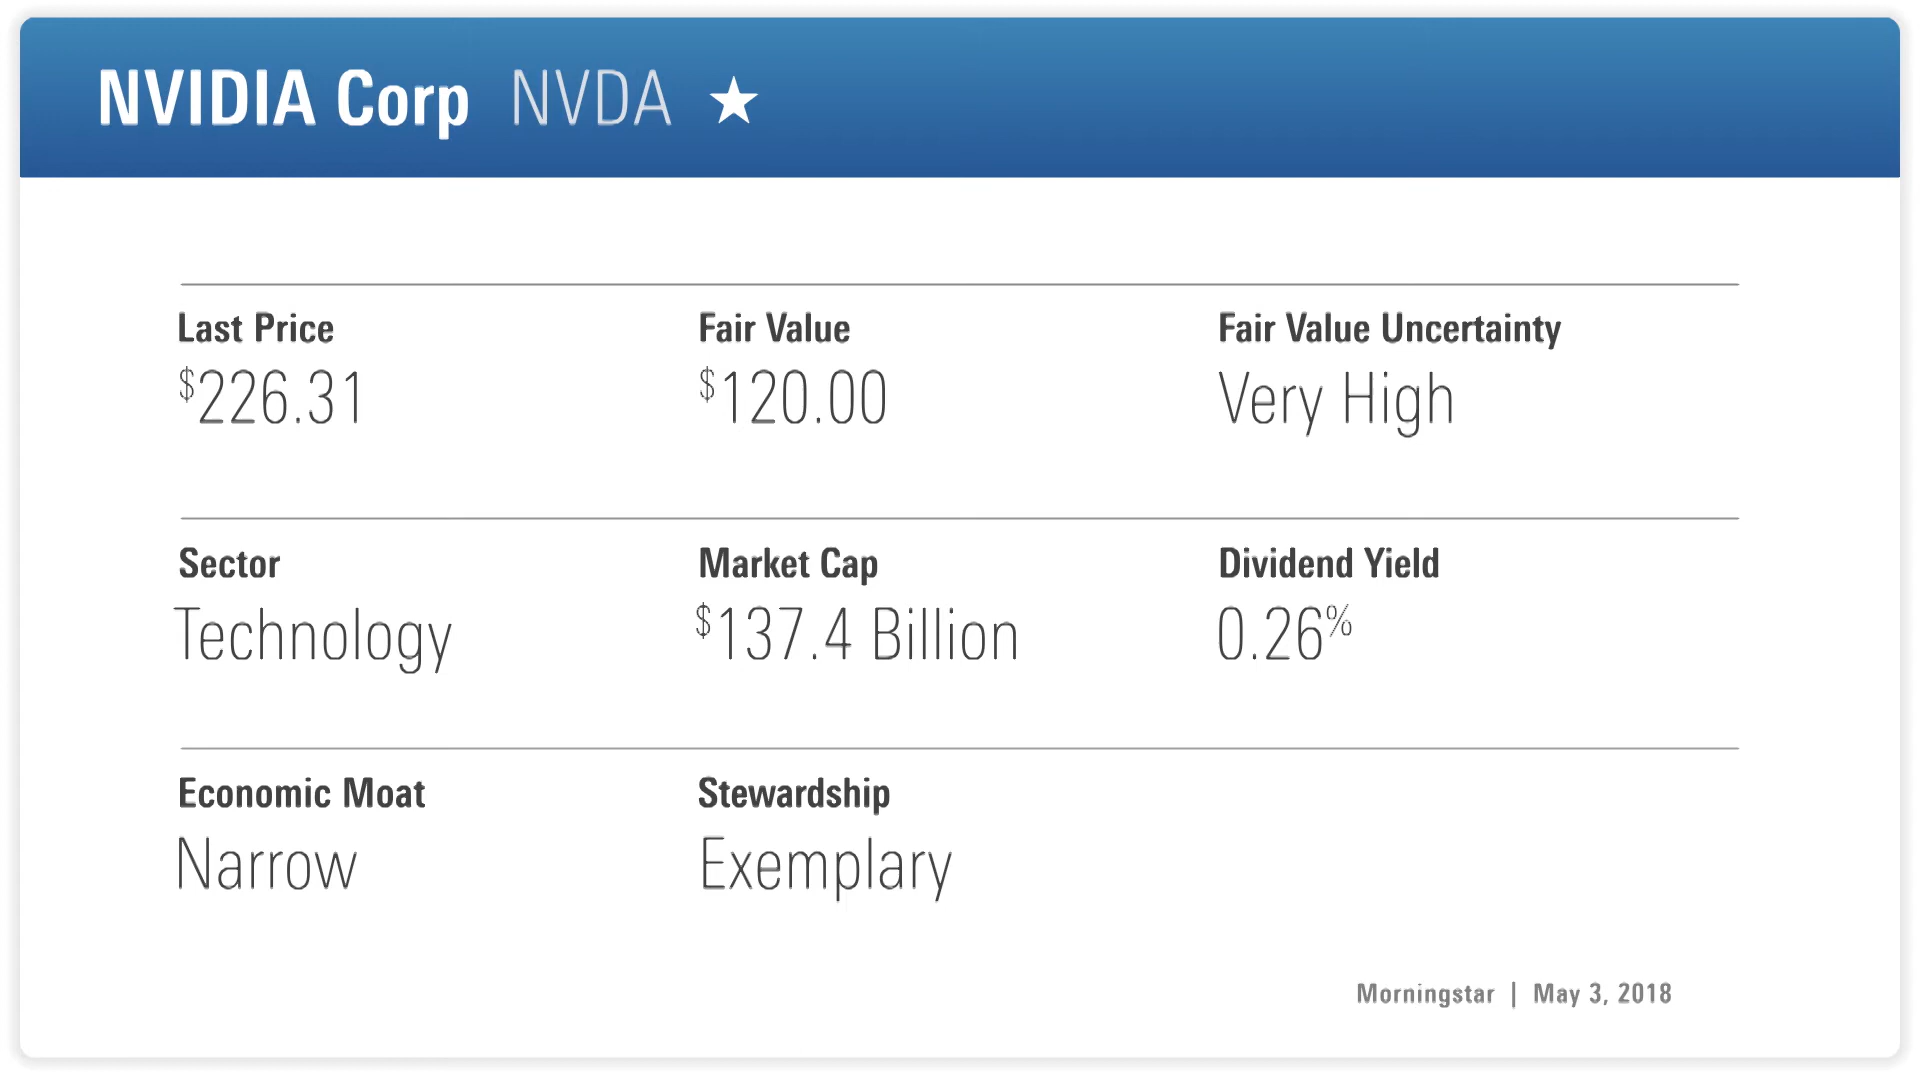 NVIDIA Corp NVDA ★
Last Price Fair Value Fair Value Uncertainty
$226.31 $120.00 Very High
Sector Market Cap Dividend Yield
Technology $137.4 Billion 0.26%
Economic Moat Stewardship
Narrow Exemplary
Morningstar | May 3, 2018